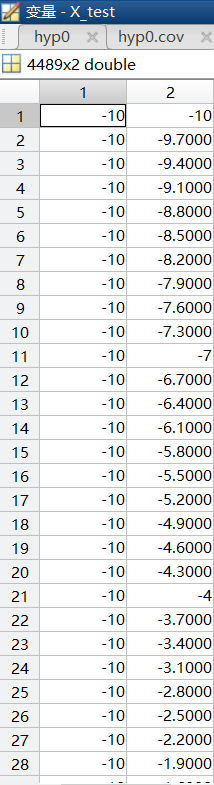 变量 - X_test
hyp0 hyp0.cov
4489x2 double
1 2
1 -10 -10
2 -10 -9.7000
3 -10 -9.4000
4 -10 -9.1000
5 -10 -8.8000
6 -10 -8.5000
7 -10 -8.2000
8 -10 -7.9000
9 -10 -7.6000
10 -10 -7.3000
11 -10 -7
12 -10 -6.7000
13 -10 -6.4000
14 -10 -6.1000
15 -10 -5.8000
16 -10 -5.5000
17 -10 -5.2000
18 -10 -4.9000
19 -10 -4.6000
20 -10 -4.3000
21 -10 -4
22 -10 -3.7000
23 -10 -3.4000
24 -10 -3.1000
25 -10 -2.8000
26 -10 -2.5000
27 -10 -2.2000
28 -10 -1.9000